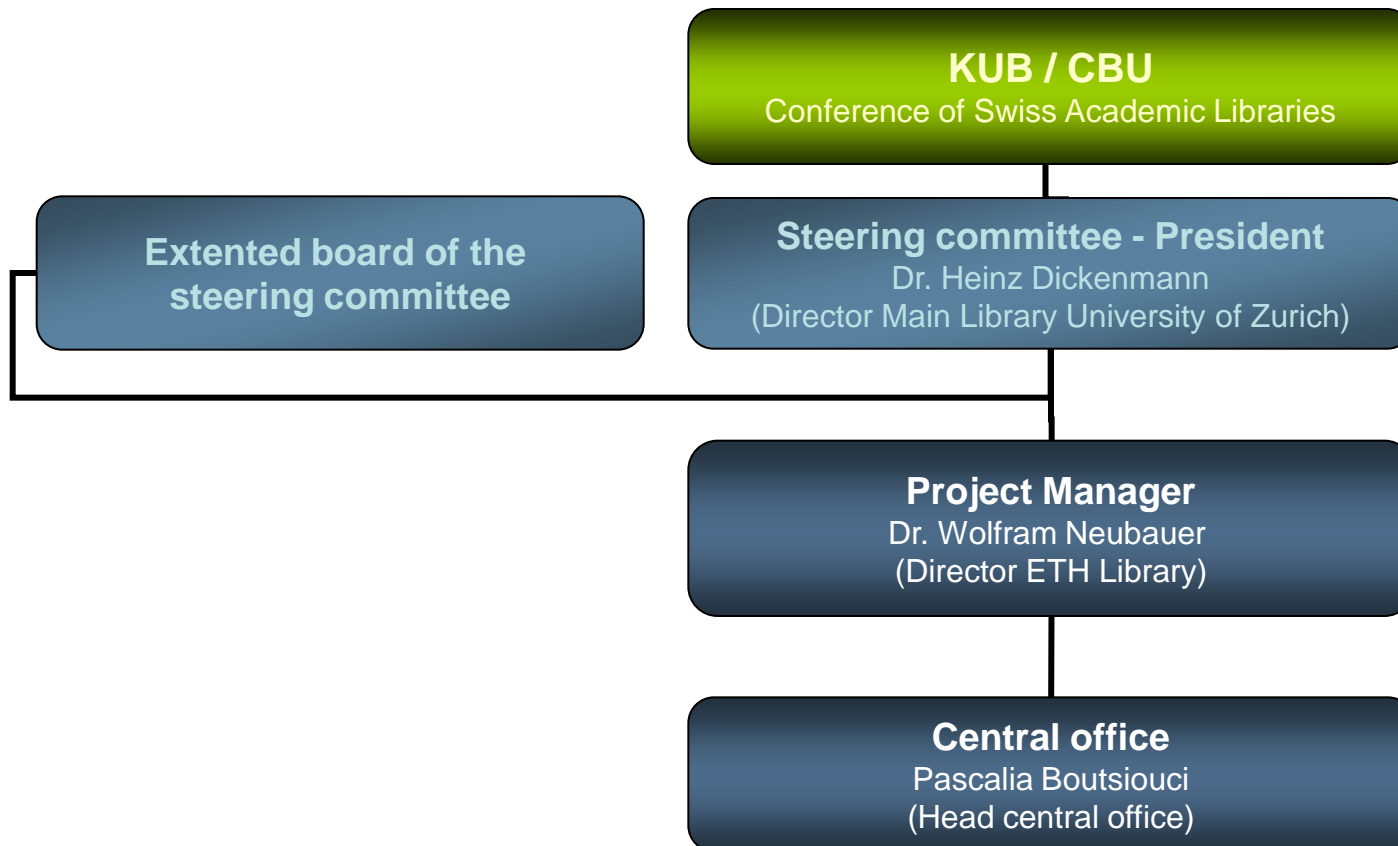 KUB / CBU
Conference of Swiss Academic Libraries
Extented board of the
steering committee
Steering committee - President
Dr. Heinz Dickenmann
(Director Main Library University of Zurich)
Project Manager
Dr. Wolfram Neubauer
(Director ETH Library)
Central office
Pascalia Boutsiouci
(Head central office)